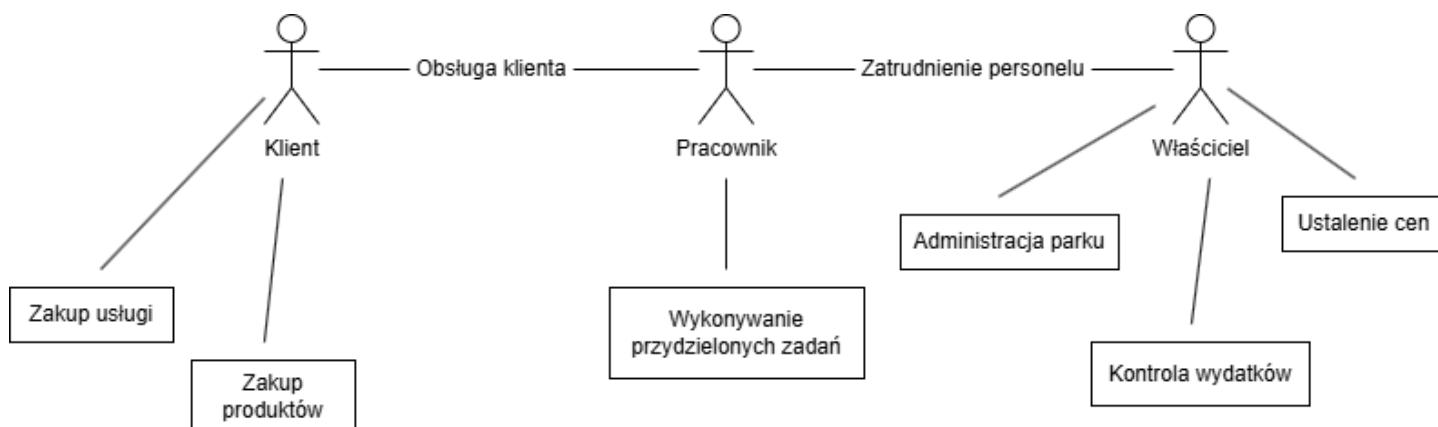 Obsługa klienta
Zatrudnienie personelu
Klient
Pracownik
Właściciel
Administracja parku
Ustalenie cen
Zakup usługi
Wykonywanie
przydzielonych zadań
Kontrola wydatków
Zakup
produktów